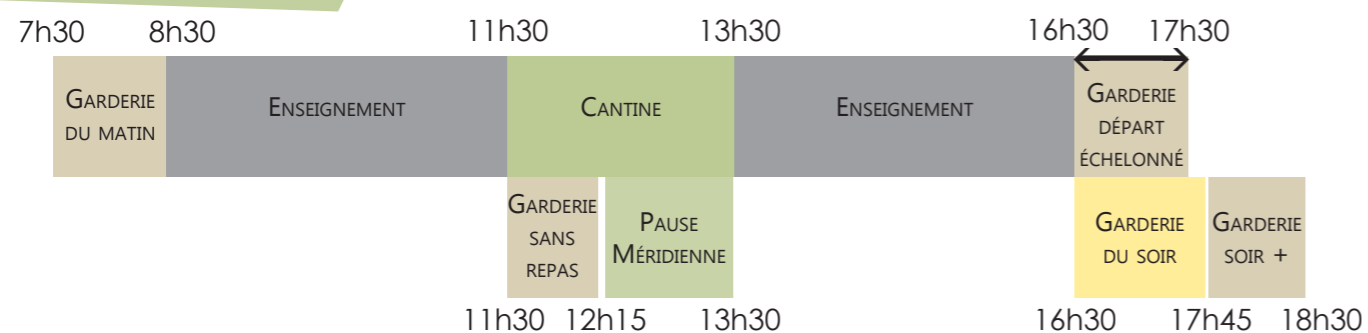 7h30 8h30 11h30 13h30 16h30 17h30
Garderie
du matin
Enseignement
Cantine
Enseignement
Garderie
départ
échelonné
Garderie
sans
repas
Pause
Méridienne
Garderie
du soir
Garderie
soir +
11h30 12h15 13h30 16h30 17h45 18h30